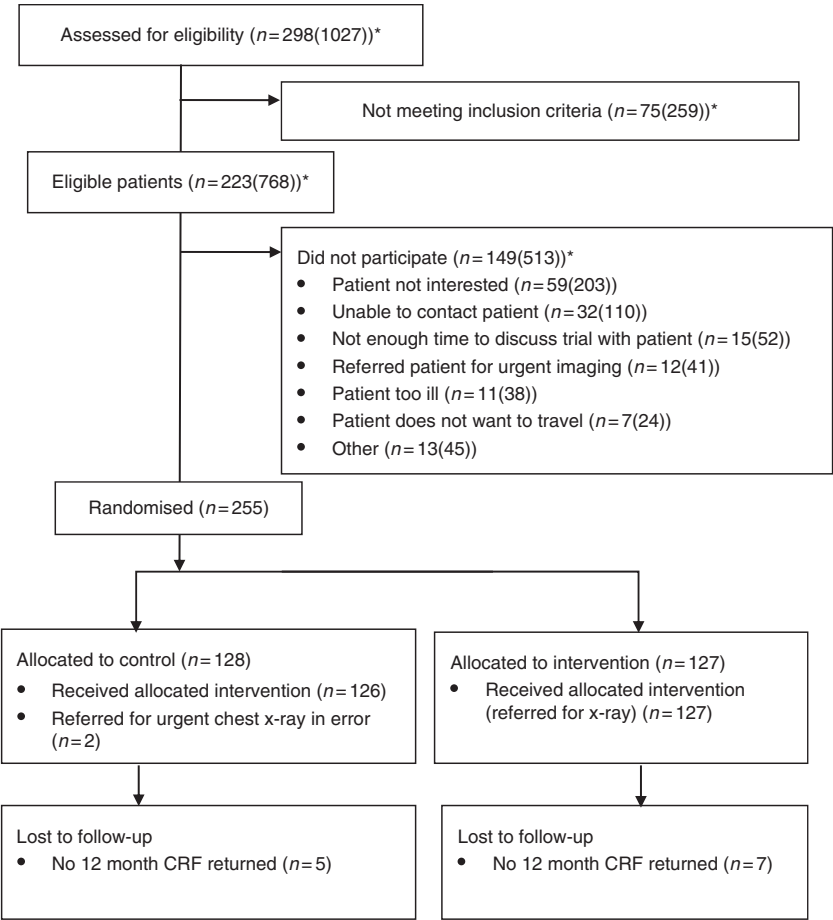 Assessed for eligibility (n=298(1027))*
Not meeting inclusion criteria (n=75(259))*
Eligible patients (n=223(768))*
Did not participate (n=149(513))*
• Patient not interested (n=59(203))
• Unable to contact patient (n=32(110))
• Not enough time to discuss trial with patient (n=15(52))
• Referred patient for urgent imaging (n=12(41))
• Patient too ill (n=11(38))
• Patient does not want to travel (n=7(24))
• Other (n=13(45))
Randomised (n=255)
Allocated to control (n=128)
• Received allocated intervention (n=126)
• Referred for urgent chest x-ray in error
(n=2)
Allocated to intervention (n=127)
• Received allocated intervention
(referred for x-ray) (n=127)
Lost to follow-up
• No 12 month CRF returned (n=5)
Lost to follow-up
• No 12 month CRF returned (n=7)